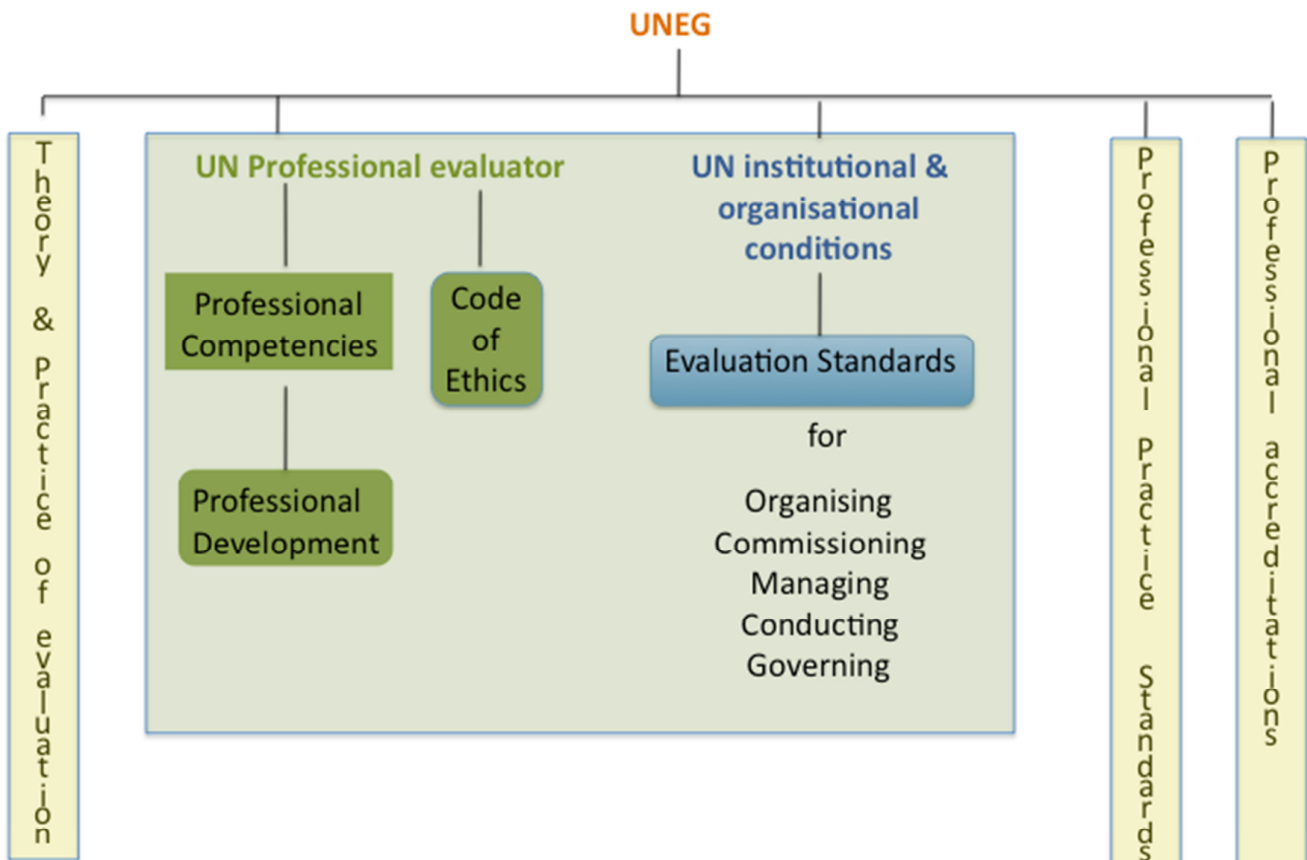 UNEG
Theory & Practice of evaluation
UN Professional evaluator
Professional
Competencies
Code
of
Ethics
Professional
Development
UN institutional &
organisational
conditions
Evaluation Standards
for
Organising
Commissioning
Managing
Conducting
Governing
Professional Practice Standards
Professional accreditations